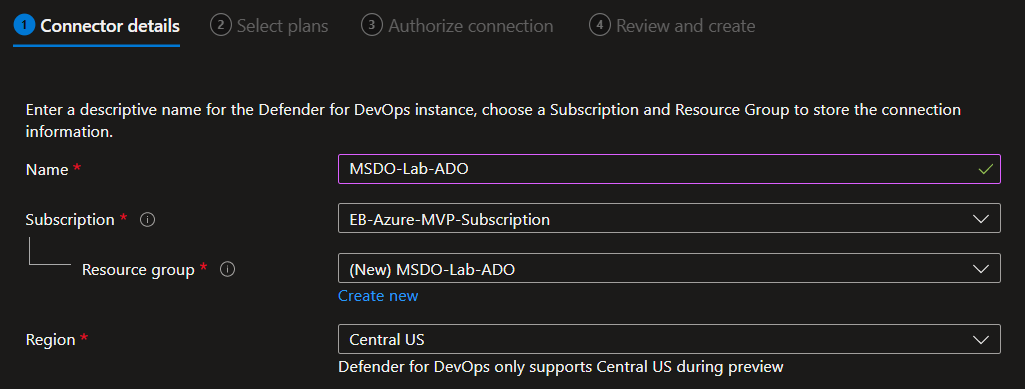 1 Connector details 2 Select plans 3 Authorize connection 4 Review and create
Enter a descriptive name for the Defender for DevOps instance, choose a Subscription and Resource Group to store the connection
information.
Name * MSDO-Lab-ADO
Subscription * EB-Azure-MVP-Subscription
Resource group * (New) MSDO-Lab-ADO
Create new
Region * Central US
Defender for DevOps only supports Central US during preview